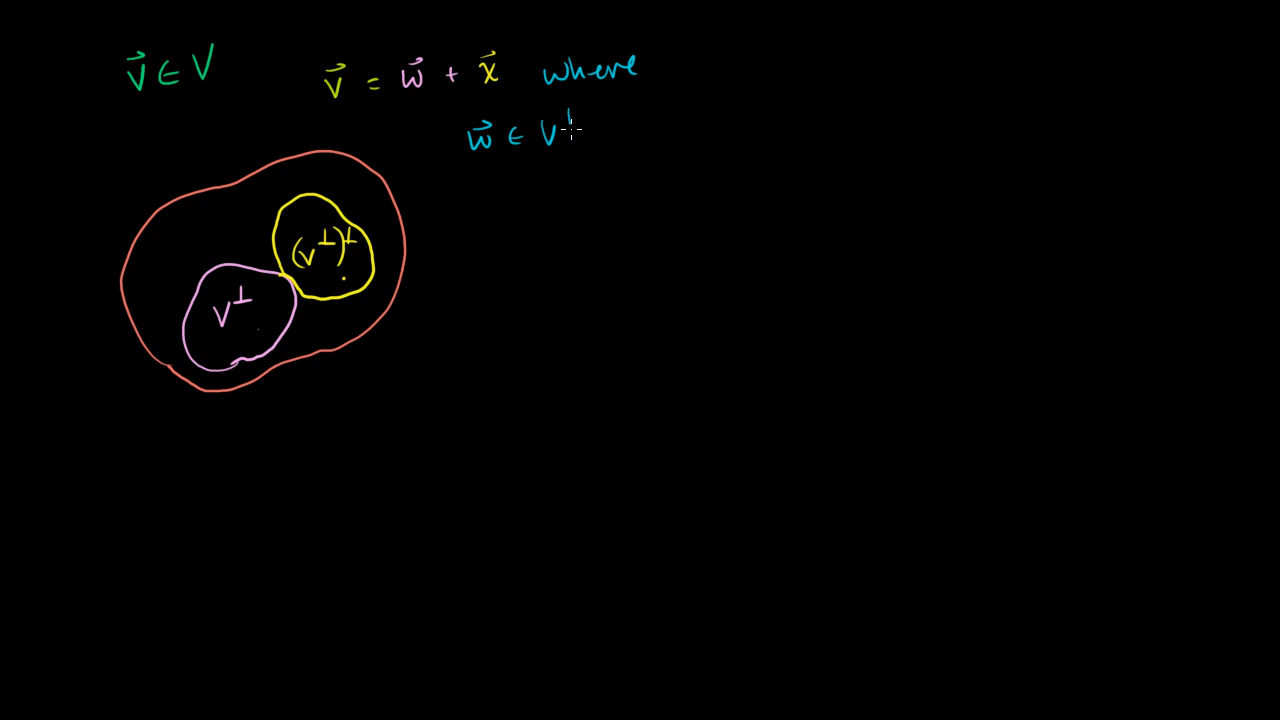 v⃗ ∈ V
v⃗ = w⃗ + x⃗ where
w⃗ ∈ V
(V⊥)⊥
V⊥